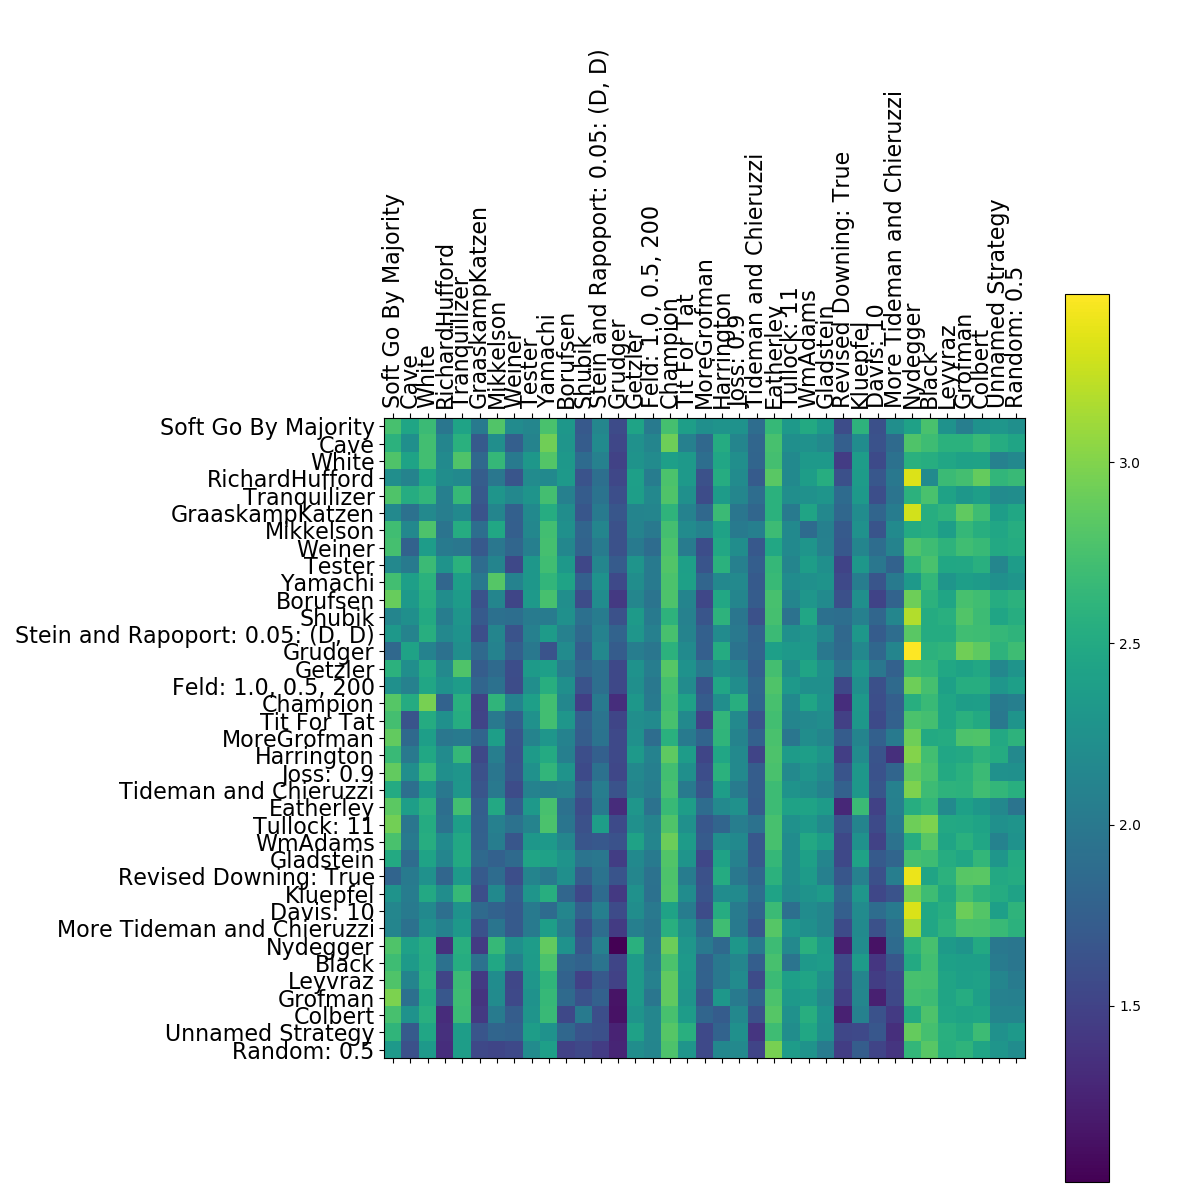 Soft Go By Majority
Cave
White
RichardHufford
Tranquilizer
GraaskampKatzen
Mikkelson
Weiner
Tester
Yamachi
Borufsen
Shubik
Stein and Rapoport: 0.05: (D, D)
Grudger
Getzler
Feld: 1.0, 0.5, 200
Champion
Tit For Tat
MoreGrofman
Harrington
Joss: 0.9
Tideman and Chieruzzi
Eatherley
Tullock: 11
WmAdams
Gladstein
Revised Downing: True
Kluepfel
Davis: 10
More Tideman and Chieruzzi
Nydegger
Black
Leyvraz
Grofman
Colbert
Unnamed Strategy
Random: 0.5
Soft Go By Majority
Cave
White
RichardHufford
Tranquilizer
GraaskampKatzen
Mikkelson
Weiner
Tester
Yamachi
Borufsen
Shubik
Stein and Rapoport: 0.05: (D, D)
Grudger
Getzler
Feld: 1.0, 0.5, 200
Champion
Tit For Tat
MoreGrofman
Harrington
Joss: 0.9
Tideman and Chieruzzi
Eatherley
Tullock: 11
WmAdams
Gladstein
Revised Downing: True
Kluepfel
Davis: 10
More Tideman and Chieruzzi
Nydegger
Black
Leyvraz
Grofman
Colbert
Unnamed Strategy
Random: 0.5
3.0
2.5
2.0
1.5